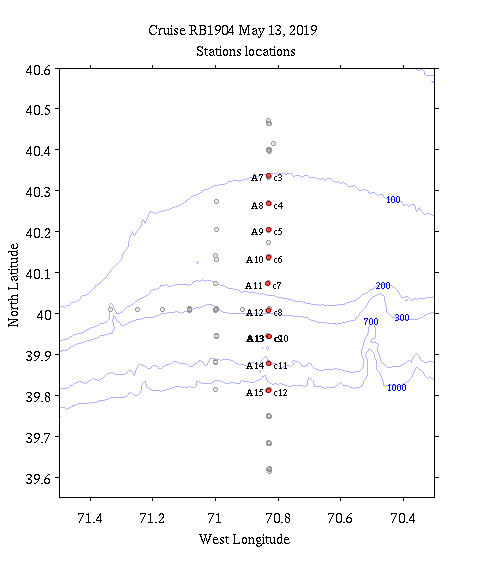 Cruise RB1904 May 13, 2019
Stations locations
40.6
40.5
40.4
A7 c3
40.3
100
A8 c4
40.2
A9 c5
North Latitude
A10 c6
40.1
A11 c7
200
40
A12 c8
300
700
A13 c10
39.9
A14 c11
1000
39.8
A15 c12
39.7
39.6
71.4 71.2 71 70.8 70.6 70.4
West Longitude